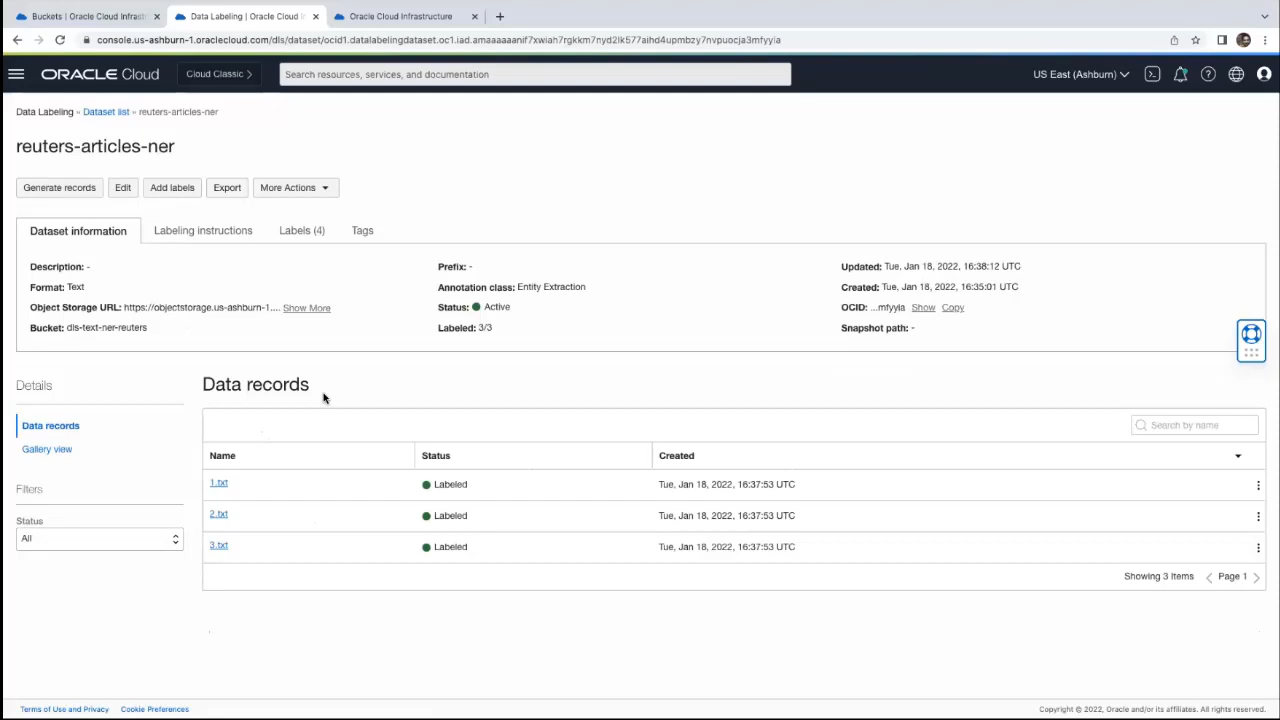 Buckets | Oracle Cloud Infrast
Data Labeling | Oracle Cloud I
Oracle Cloud Infrastructure
console.us-ashburn-1.oraclecloud.com/dls/dataset/ocid1.datalabelingdataset.oc1.iad.amaaaaaanif7xwiah7rgkkm7nyd2lk577aihd4upmbzy7nvpuocja3mfyyia
ORACLE Cloud
Cloud Classic
Search resources, services, and documentation
US East (Ashburn)
Data Labeling » Dataset list » reuters-articles-ner
reuters-articles-ner
Generate records
Edit
Add labels
Export
More Actions
Dataset information
Labeling instructions
Labels (4)
Tags
Description: -
Prefix: -
Updated: Tue, Jan 18, 2022, 16:38:12 UTC
Format: Text
Annotation class: Entity Extraction
Created: Tue, Jan 18, 2022, 16:35:01 UTC
Object Storage URL: https://objectstorage.us-ashburn-1.... Show More
Status: Active
OCID: ...mfyyia Show Copy
Bucket: dls-text-ner-reuters
Labeled: 3/3
Snapshot path: -
Details
Data records
Gallery view
Filters
Status
All
Data records
Search by name
Name Status Created
1.txt Labeled Tue, Jan 18, 2022, 16:37:53 UTC
2.txt Labeled Tue, Jan 18, 2022, 16:37:53 UTC
3.txt Labeled Tue, Jan 18, 2022, 16:37:53 UTC
Showing 3 Items
Page 1
Terms of Use and Privacy
Cookie Preferences
Copyright © 2022, Oracle and/or its affiliates. All rights reserved.